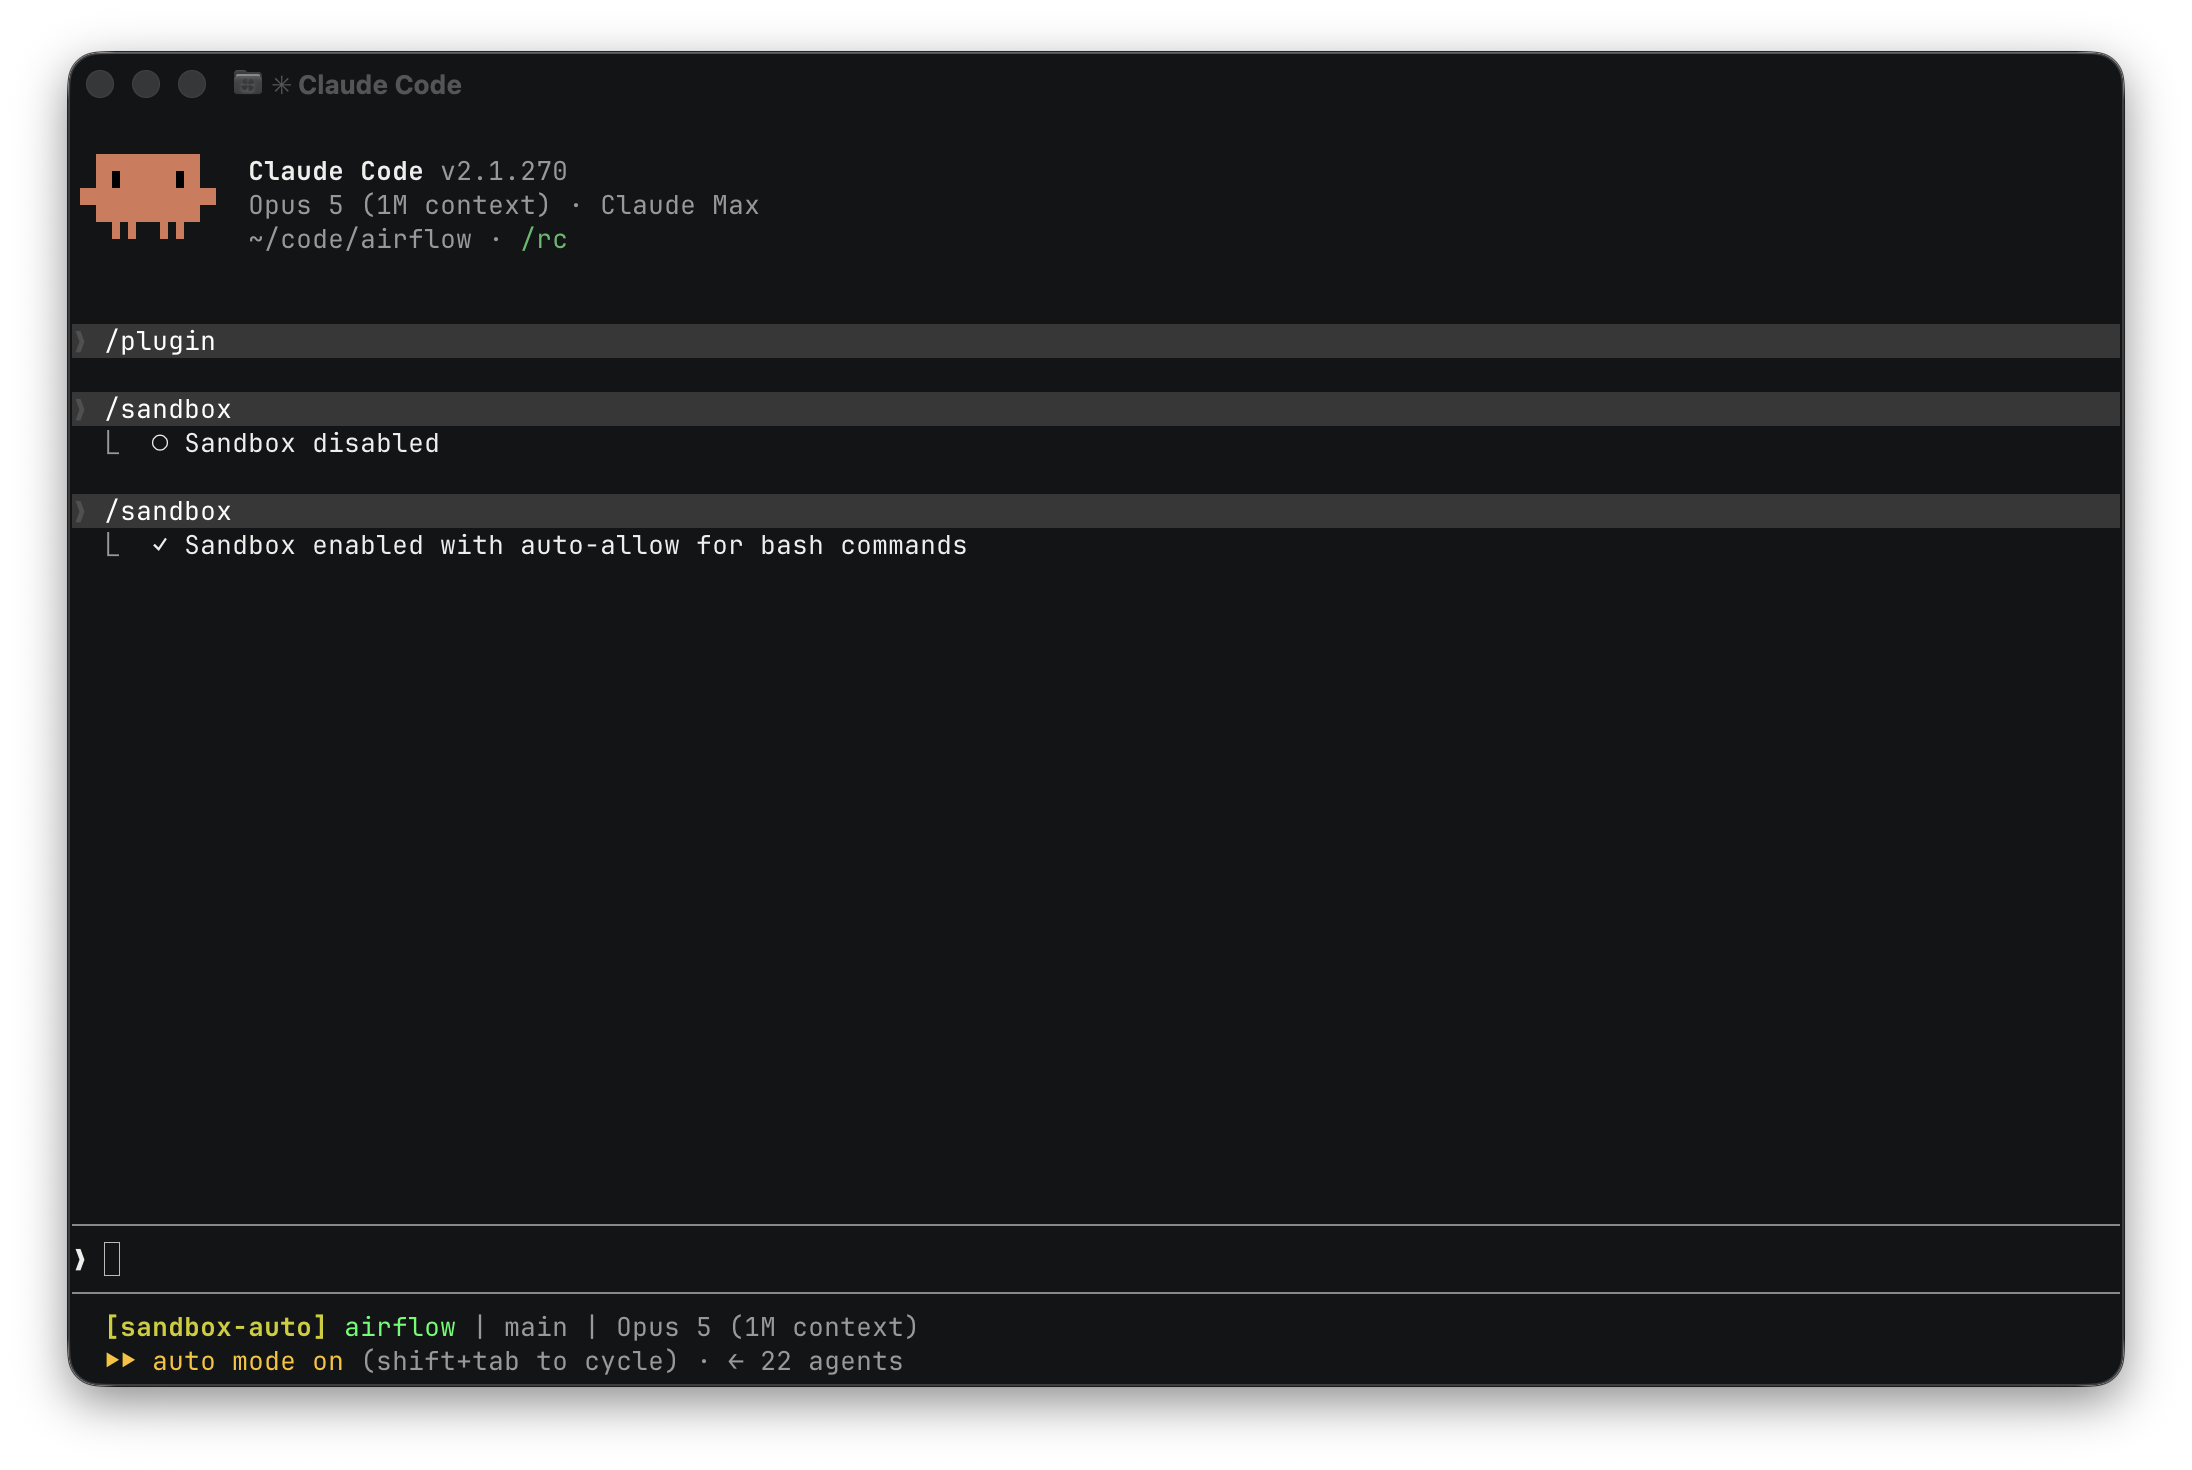 ✳ Claude Code
Claude Code v2.1.270
Opus 5 (1M context) · Claude Max
~/code/airflow · /rc
❯ /plugin
❯ /sandbox
⎿ ○ Sandbox disabled
❯ /sandbox
⎿ ✓ Sandbox enabled with auto-allow for bash commands
❯
[sandbox-auto] airflow | main | Opus 5 (1M context)
⏵⏵ auto mode on (shift+tab to cycle) · ← 22 agents